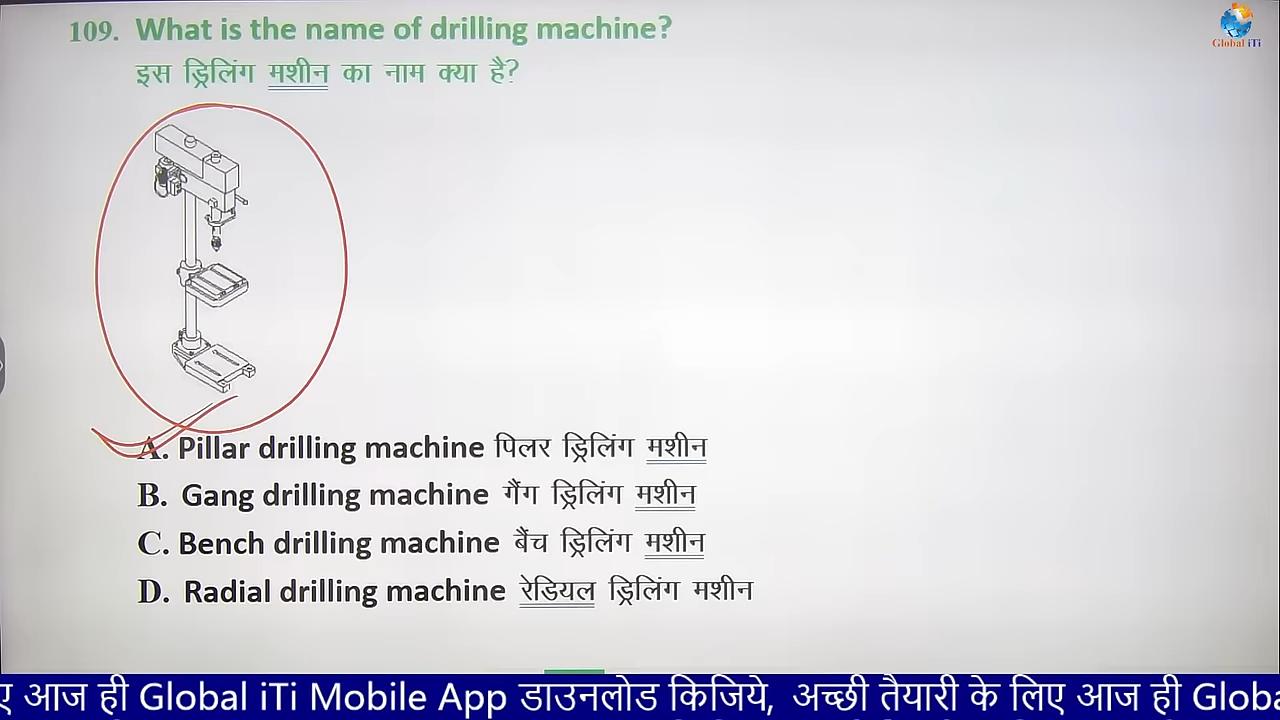 109. What is the name of drilling machine?
Global iTi
इस ड्रिलिंग मशीन का नाम क्या है?
A. Pillar drilling machine पिलर ड्रिलिंग मशीन
B. Gang drilling machine गैंग ड्रिलिंग मशीन
C. Bench drilling machine बैंच ड्रिलिंग मशीन
D. Radial drilling machine रेडियल ड्रिलिंग मशीन
ए आज ही Global iTi Mobile App डाउनलोड किजिये, अच्छी तैयारी के लिए आज ही Globa